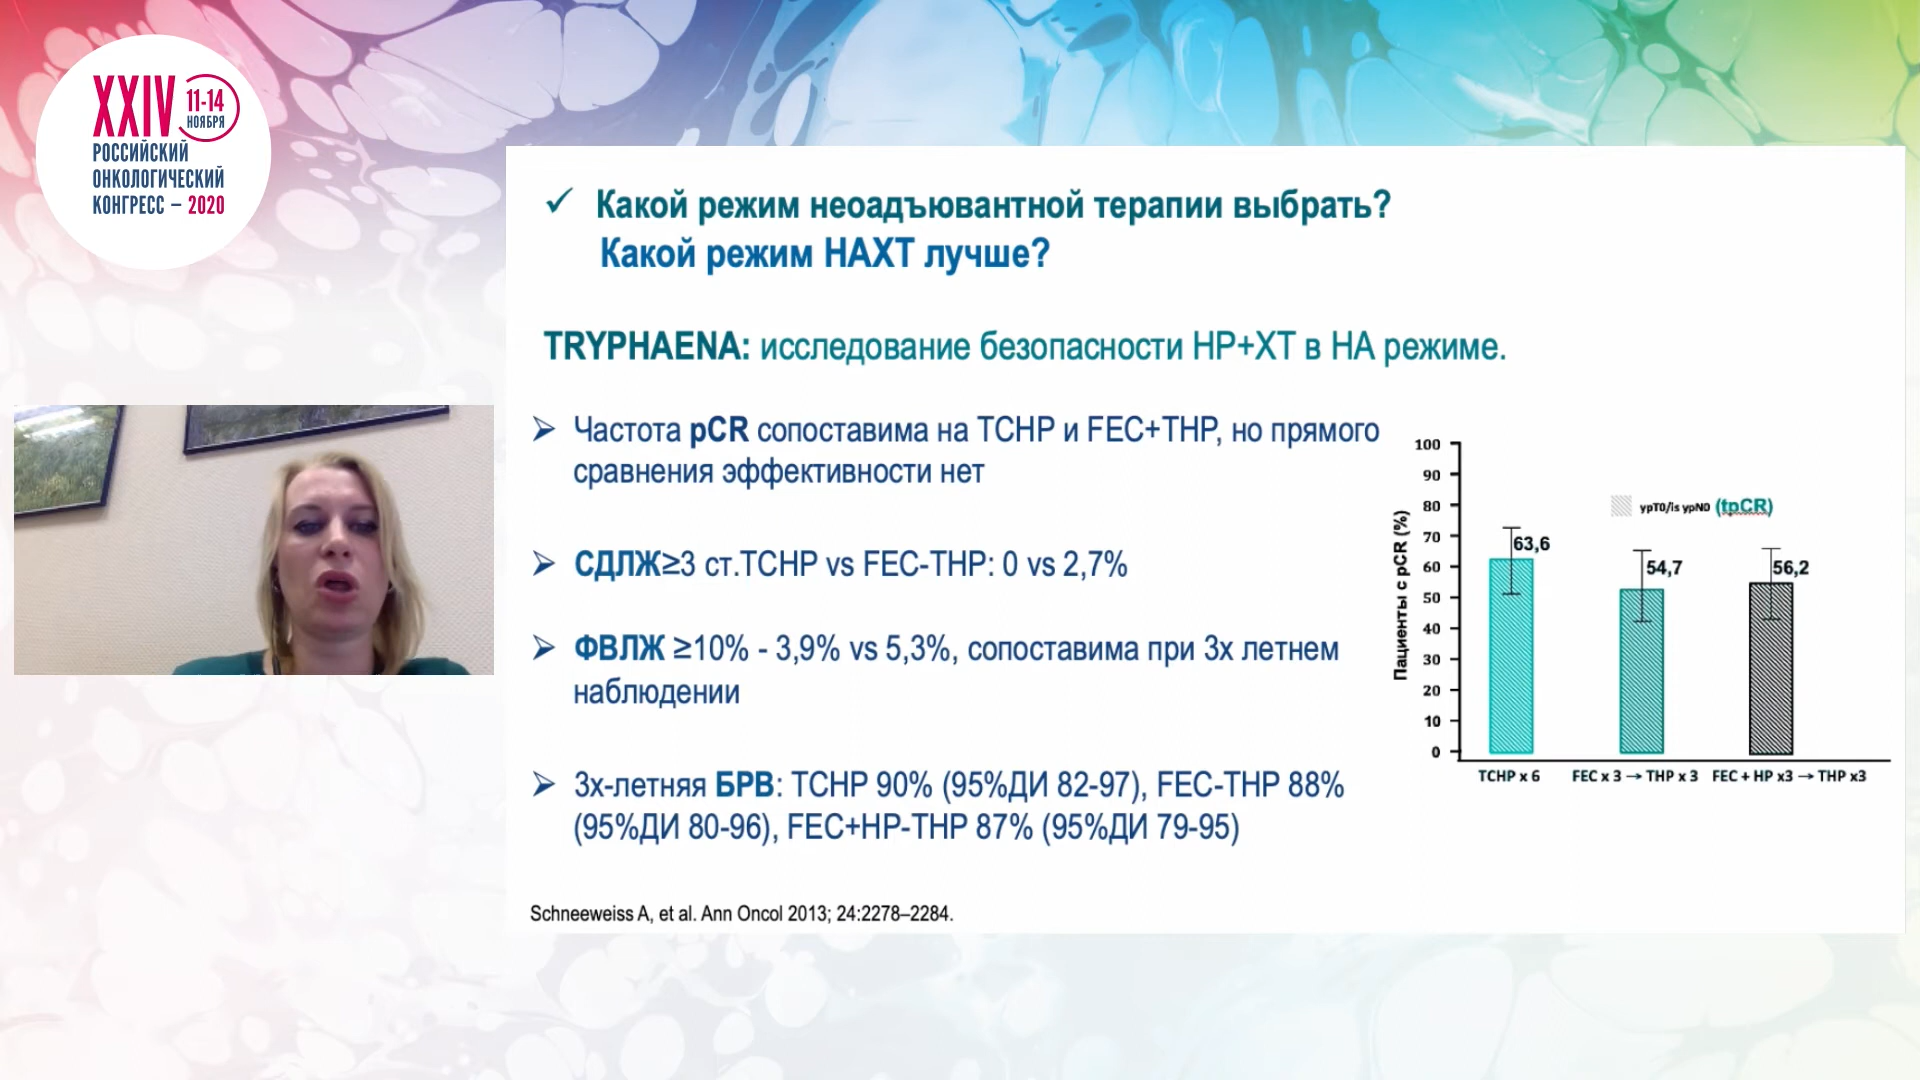 XXIV 11-14
НОЯБРЯ
РОССИЙСКИЙ
ОНКОЛОГИЧЕСКИЙ
КОНГРЕСС – 2020
✓ Какой режим неоадъювантной терапии выбрать?
Какой режим НАХТ лучше?
TRYPHAENA: исследование безопасности HP+XT в НА режиме.
➢ Частота pCR сопоставима на TCHP и FEC+THP, но прямого
сравнения эффективности нет
➢ СДЛЖ≥3 ст.TCHP vs FEC-THP: 0 vs 2,7%
➢ ФВЛЖ ≥10% - 3,9% vs 5,3%, сопоставима при 3х летнем
наблюдении
➢ 3х-летняя БРВ: TCHP 90% (95%ДИ 82-97), FEC-THP 88%
(95%ДИ 80-96), FEC+HP-THP 87% (95%ДИ 79-95)
Schneeweiss A, et al. Ann Oncol 2013; 24:2278–2284.
Пациенты с pCR (%)
100
90
80
70
60
50
40
30
20
10
0
ypT0/is ypN0 (tpCR)
63,6
54,7
56,2
TCHP x 6
FEC x 3 → THP x 3
FEC + HP x3 → THP x3